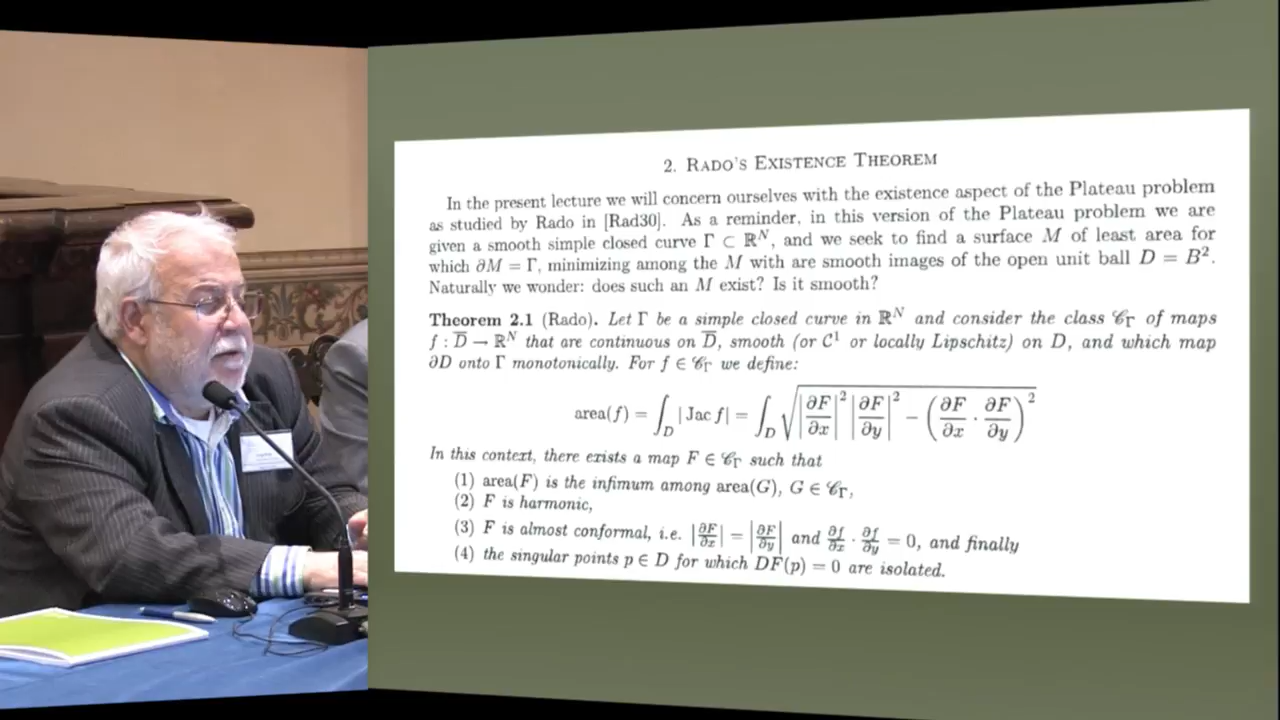 2. RADO'S EXISTENCE THEOREM
In the present lecture we will concern ourselves with the existence aspect of the Plateau problem
as studied by Rado in [Rad30]. As a reminder, in this version of the Plateau problem we are
given a smooth simple closed curve Γ ⊂ ℝᴺ, and we seek to find a surface M of least area for
which ∂M = Γ, minimizing among the M with are smooth images of the open unit ball D = B².
Naturally we wonder: does such an M exist? Is it smooth?
Theorem 2.1 (Rado). Let Γ be a simple closed curve in ℝᴺ and consider the class 𝒞_Γ of maps
f : D̅ → ℝᴺ that are continuous on D̅, smooth (or C¹ or locally Lipschitz) on D, and which map
∂D onto Γ monotonically. For f ∈ 𝒞_Γ we define:
area(f) = ∫_D | Jac f| = ∫_D √(|∂F/∂x|² |∂F/∂y|² − (∂F/∂x · ∂F/∂y)²)
In this context, there exists a map F ∈ 𝒞_Γ such that
(1) area(F) is the infimum among area(G), G ∈ 𝒞_Γ,
(2) F is harmonic,
(3) F is almost conformal, i.e. |∂F/∂x| = |∂F/∂y| and ∂f/∂x · ∂f/∂y = 0, and finally
(4) the singular points p ∈ D for which DF(p) = 0 are isolated.